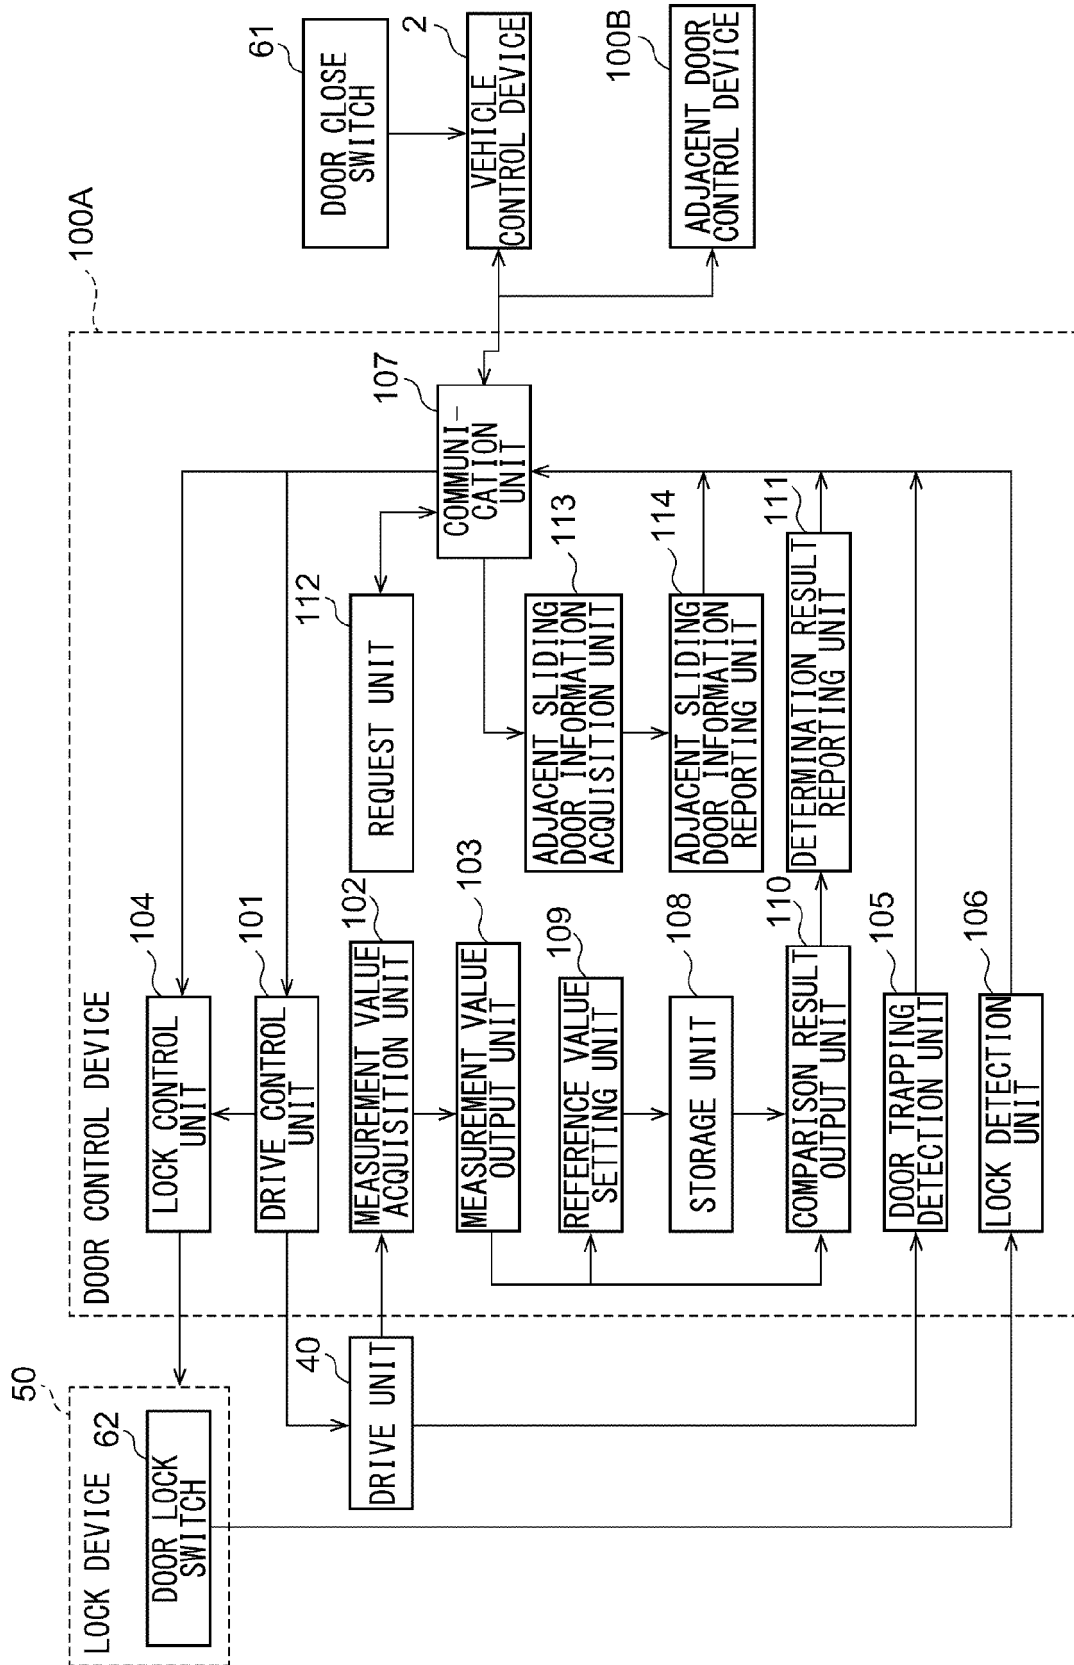 LOCK DEVICE
50
DOOR LOCK
SWITCH
62
DRIVE UNIT
40
DOOR CONTROL DEVICE
100A
LOCK CONTROL
UNIT
104
DRIVE CONTROL
UNIT
101
MEASUREMENT VALUE
ACQUISITION UNIT
102
MEASUREMENT VALUE
OUTPUT UNIT
103
REFERENCE VALUE
SETTING UNIT
109
STORAGE UNIT
108
COMPARISON RESULT
OUTPUT UNIT
110
DOOR TRAPPING
DETECTION UNIT
105
LOCK DETECTION
UNIT
106
REQUEST UNIT
112
ADJACENT SLIDING
DOOR INFORMATION
ACQUISITION UNIT
113
ADJACENT SLIDING
DOOR INFORMATION
REPORTING UNIT
114
DETERMINATION RESULT
REPORTING UNIT
111
COMMUNI-
CATION
UNIT
107
DOOR CLOSE
SWITCH
61
VEHICLE
CONTROL DEVICE
2
ADJACENT DOOR
CONTROL DEVICE
100B